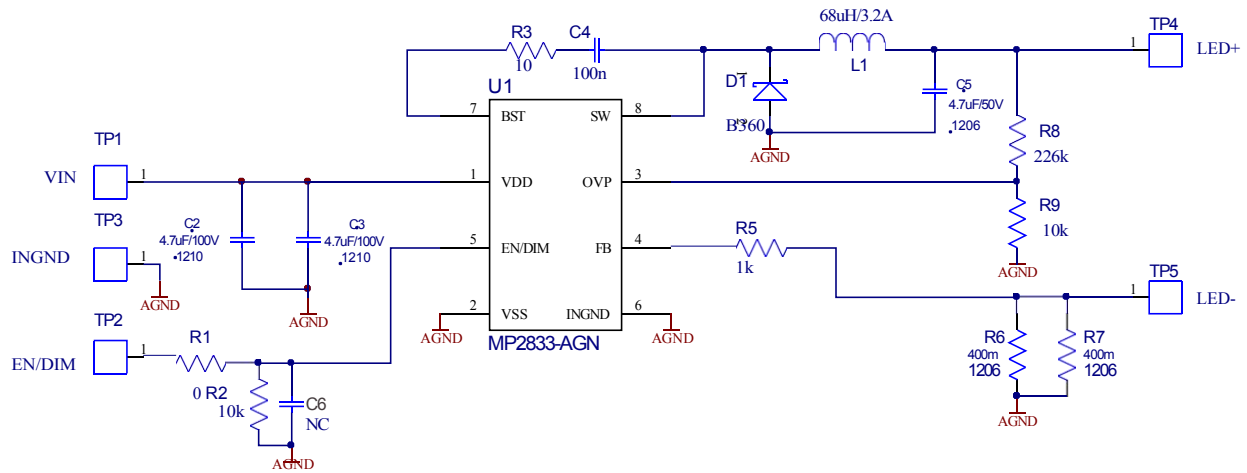 68uH/3.2A
TP4
R3
C4
1
LED+
10
100n
L1
U1
D1
1
C5
4.7uF/50V
7
BST
SW
8
2
B360
1206
R8
226k
AGND
TP1
VIN
1
1
VDD
OVP
3
TP3
C2
4.7uF/100V
1210
C3
4.7uF/100V
1210
R9
10k
INGND
1
5
EN/DIM
FB
4
R5
1k
AGND
TP5
1
LED-
AGND
AGND
2
VSS
INGND
6
TP2
AGND
AGND
MP2833-AGN
R6
400m
1206
R7
400m
1206
EN/DIM
1
R1
0
R2
10k
C6
NC
AGND
AGND